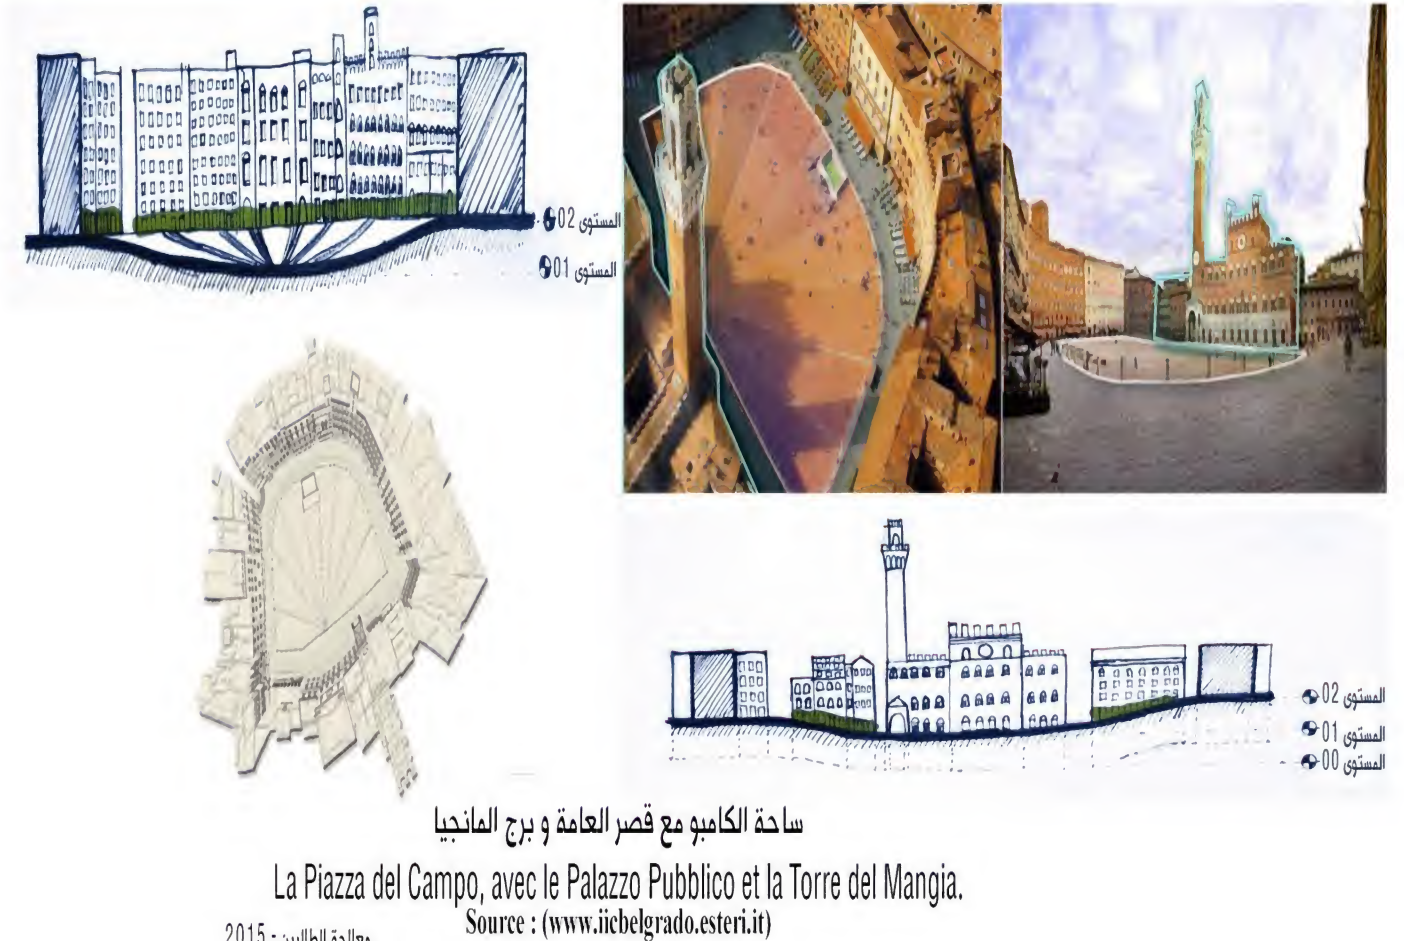 المستوى 02
المستوى 01
المستوى 02
المستوى 01
المستوى 00
ساحة الكامبو مع قصر العامة و برج المانجيا
La Piazza del Campo, avec le Palazzo Pubblico et la Torre del Mangia.
Source : (www.iicbelgrado.esteri.it)
معالجة الطالبين - 2015